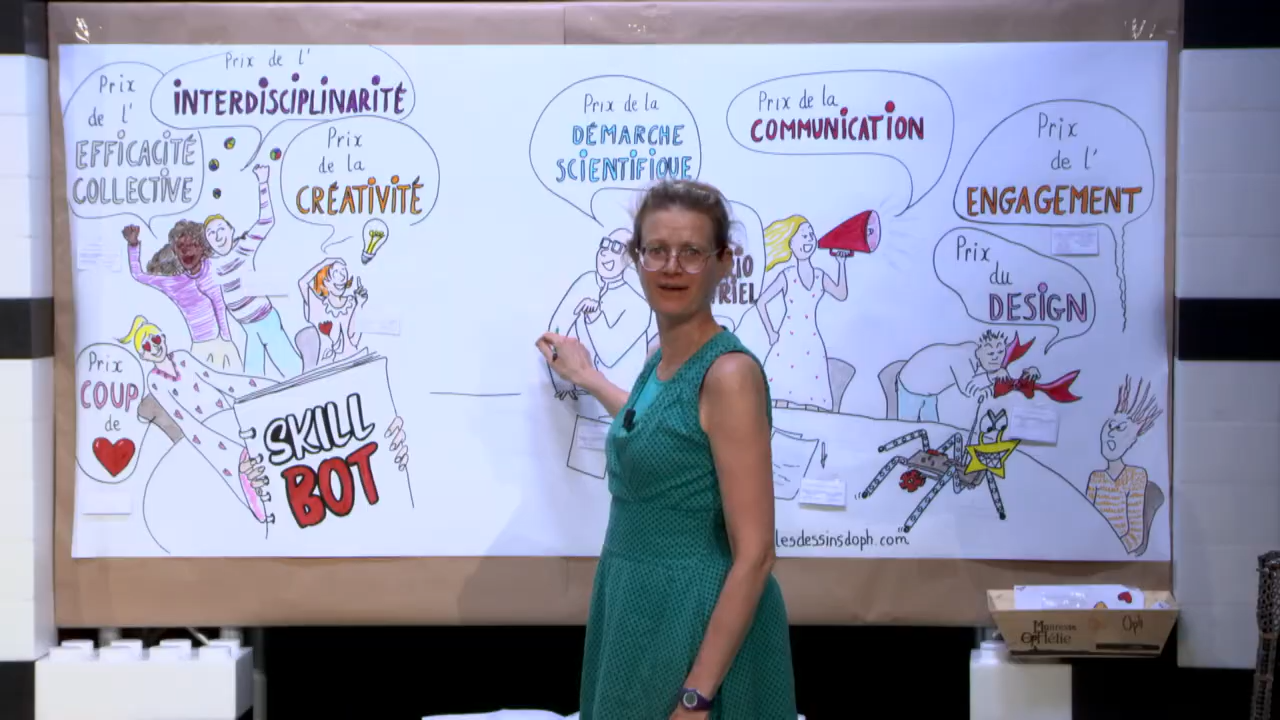 Prix
de l'
EFFICACITÉ
COLLECTIVE
Prix de l'
INTERDISCIPLINARITÉ
Prix
de la
CRÉATIVITÉ
Prix
COUP
de
SKILL
BOT
Prix de la
DÉMARCHE
SCIENTIFIQUE
Prix de la
COMMUNICATION
Prix
de l'
ENGAGEMENT
Prix
du
DESIGN
lesdessinsdoph.com
Oph